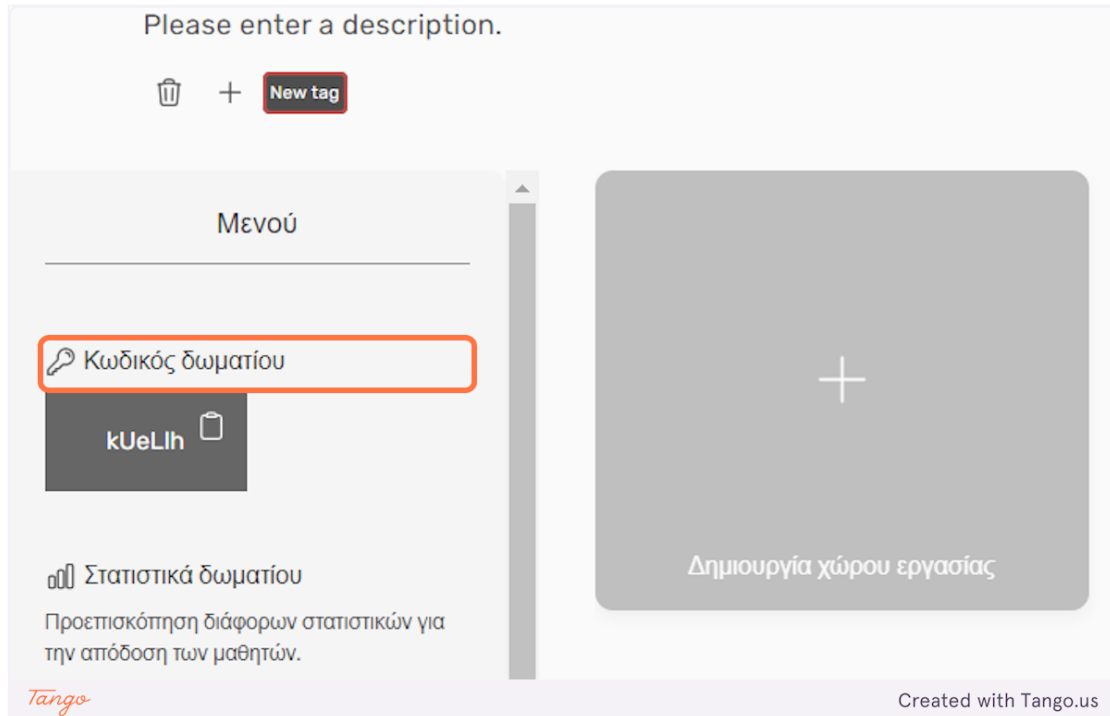 Please enter a description.
New tag
Μενού
Κωδικός δωματίου
kUeLlh
Στατιστικά δωματίου
Προεπισκόπηση διάφορων στατιστικών για
την απόδοση των μαθητών.
Δημιουργία χώρου εργασίας
Tango
Created with Tango.us